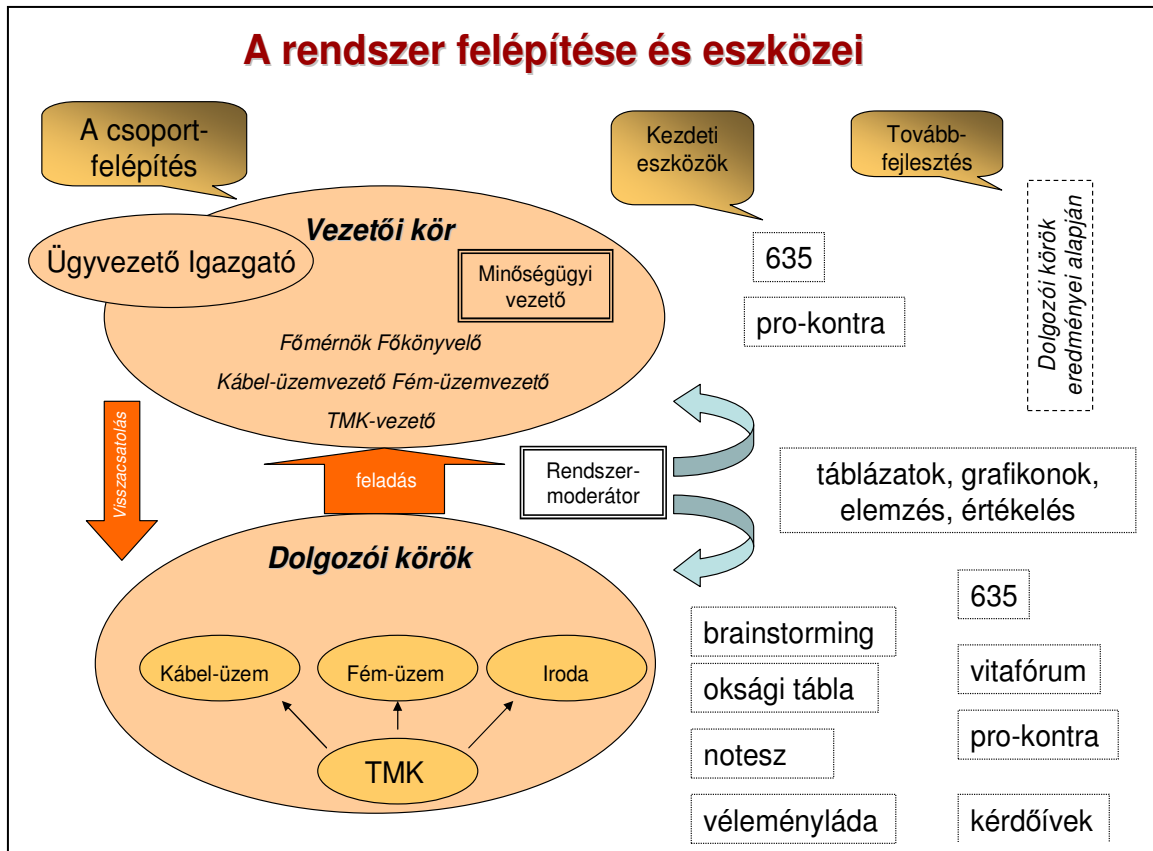 A rendszer felépítése és eszközei
A csoport-
felépítés
Kezdeti
eszközök
Tovább-
fejlesztés
Vezetői kör
Ügyvezető Igazgató
Minőségügyi
vezető
Főmérnök Főkönyvelő
Kábel-üzemvezető Fém-üzemvezető
TMK-vezető
635
pro-kontra
Dolgozói körök
eredményei alapján
Visszacsatolás
feladás
Rendszer-
moderátor
táblázatok, grafikonok,
elemzés, értékelés
Dolgozói körök
Kábel-üzem
Fém-üzem
Iroda
TMK
brainstorming
oksági tábla
notesz
véleményláda
635
vitafórum
pro-kontra
kérdőívek